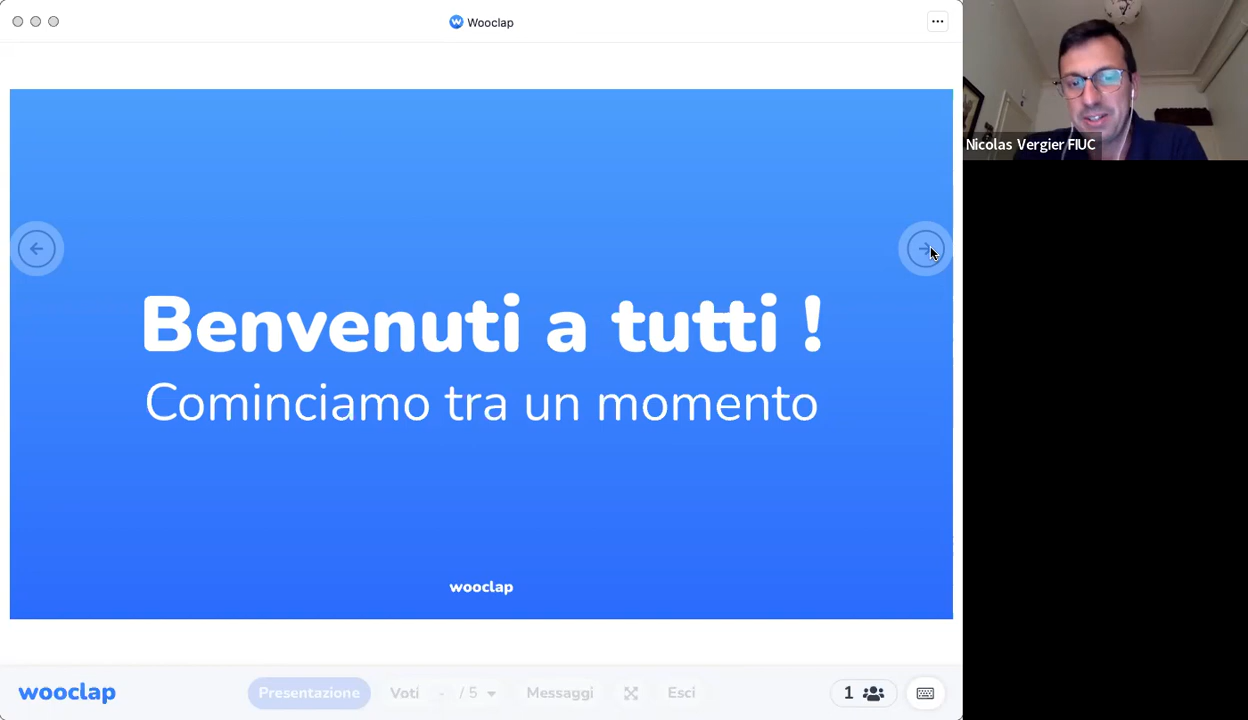 Wooclap
Nicolas Vergier FIUC
Benvenuti a tutti !
Cominciamo tra un momento
wooclap
wooclap
Presentazione
Voti
- / 5
Messaggi
Esci
1